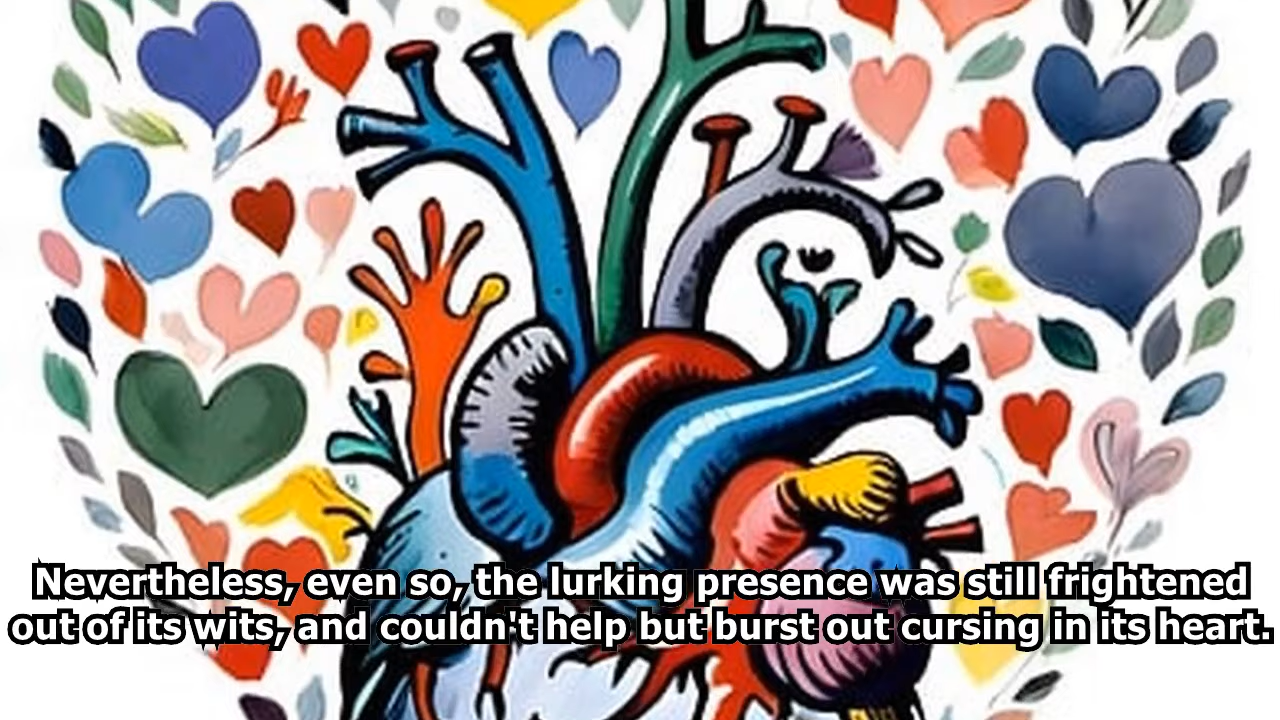 Nevertheless, even so, the lurking presence was still frightened
out of its wits, and couldn't help but burst out cursing in its heart.